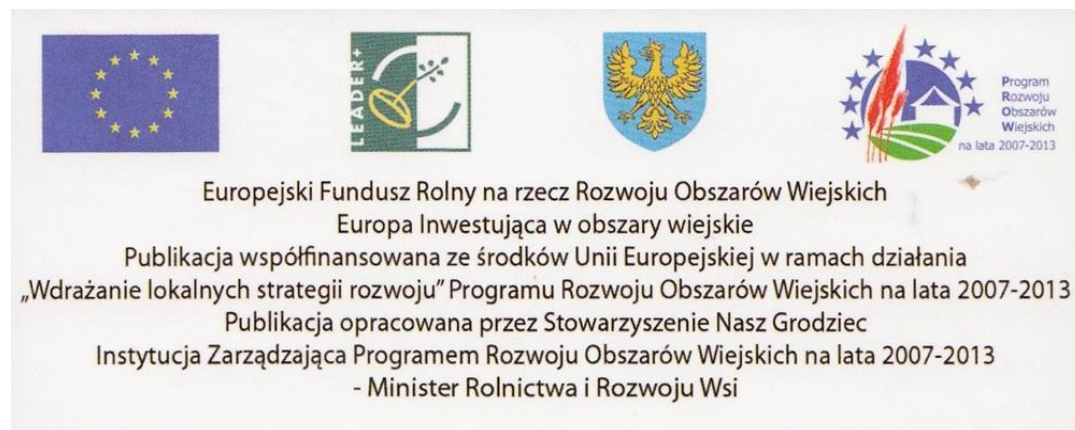 LEADER+
Program
Rozwoju
Obszarów
Wiejskich
na lata 2007-2013
Europejski Fundusz Rolny na rzecz Rozwoju Obszarów Wiejskich
Europa Inwestująca w obszary wiejskie
Publikacja współfinansowana ze środków Unii Europejskiej w ramach działania
„Wdrażanie lokalnych strategii rozwoju” Programu Rozwoju Obszarów Wiejskich na lata 2007-2013
Publikacja opracowana przez Stowarzyszenie Nasz Grodziec
Instytucja Zarządzająca Programem Rozwoju Obszarów Wiejskich na lata 2007-2013
- Minister Rolnictwa i Rozwoju Wsi